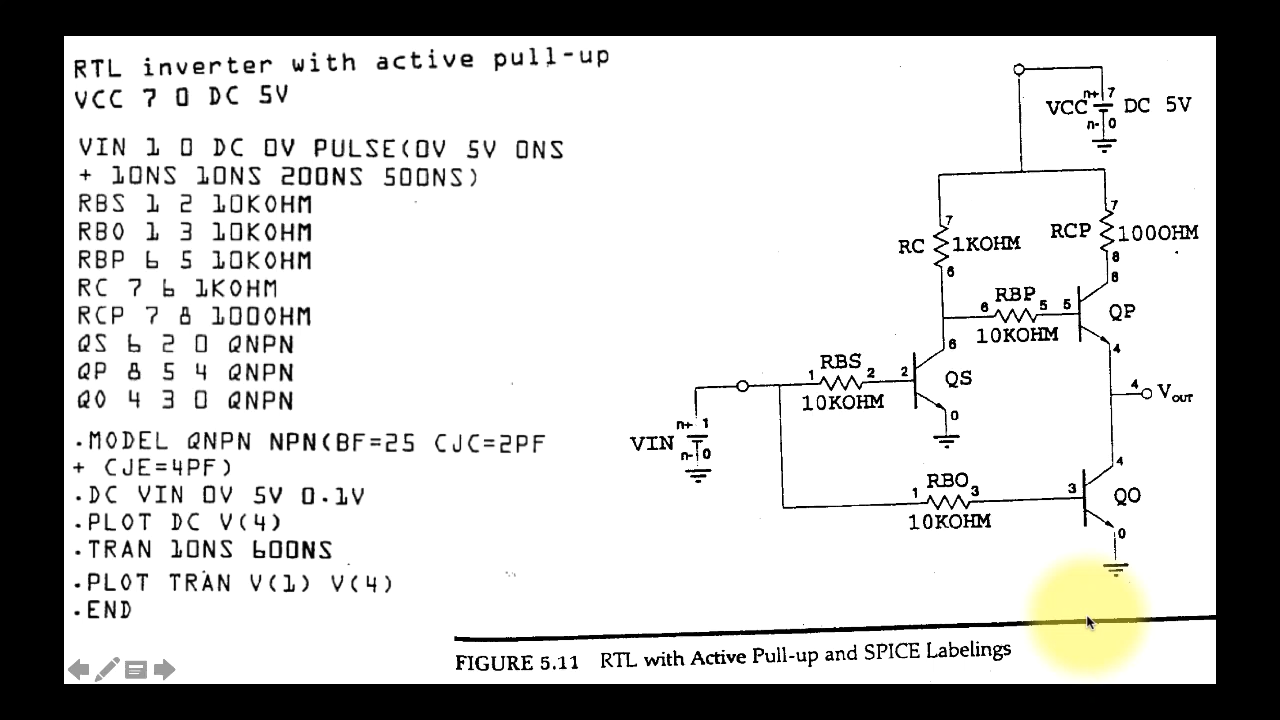 RTL inverter with active pull-up
VCC 7 0 DC 5V
VIN 1 0 DC 0V PULSE(0V 5V 0NS
+ 10NS 10NS 200NS 500NS)
RBS 1 2 10KOHM
RBO 1 3 10KOHM
RBP 6 5 10KOHM
RC 7 6 1KOHM
RCP 7 8 100OHM
QS 6 2 0 QNPN
QP 8 5 4 QNPN
QO 4 3 0 QNPN
.MODEL QNPN NPN(BF=25 CJC=2PF
+ CJE=4PF)
.DC VIN 0V 5V 0.1V
.PLOT DC V(4)
.TRAN 10NS 600NS
.PLOT TRAN V(1) V(4)
.END
n+ 7
VCC DC 5V
n- 0
7 7
RC 1KOHM RCP 100OHM
6 8
8
RBP
6 5 5 QP
10KOHM
6 4
RBS
1 2 2 QS
10KOHM
4 VOUT
0
n+ 1
VIN
n- 0
4
RBO
1 3 3 QO
10KOHM
0
FIGURE 5.11 RTL with Active Pull-up and SPICE Labelings